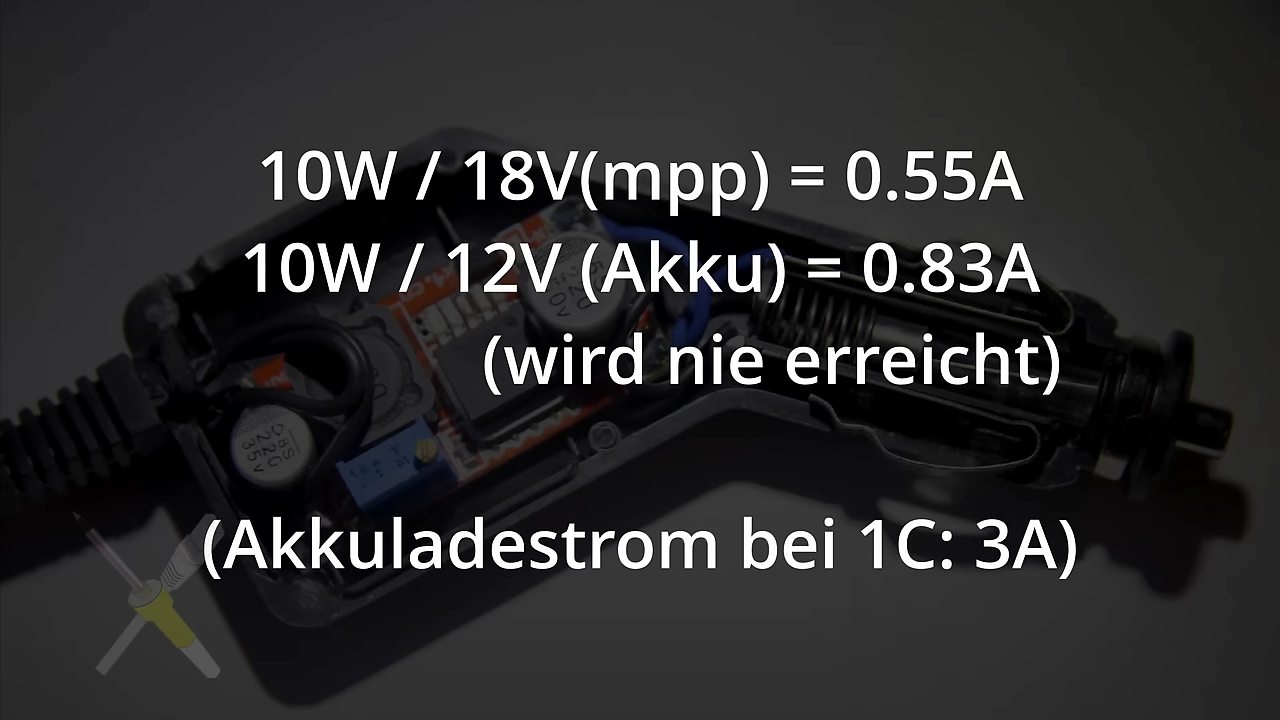 10W / 18V(mpp) = 0.55A
10W / 12V (Akku) = 0.83A
(wird nie erreicht)
(Akkuladestrom bei 1C: 3A)